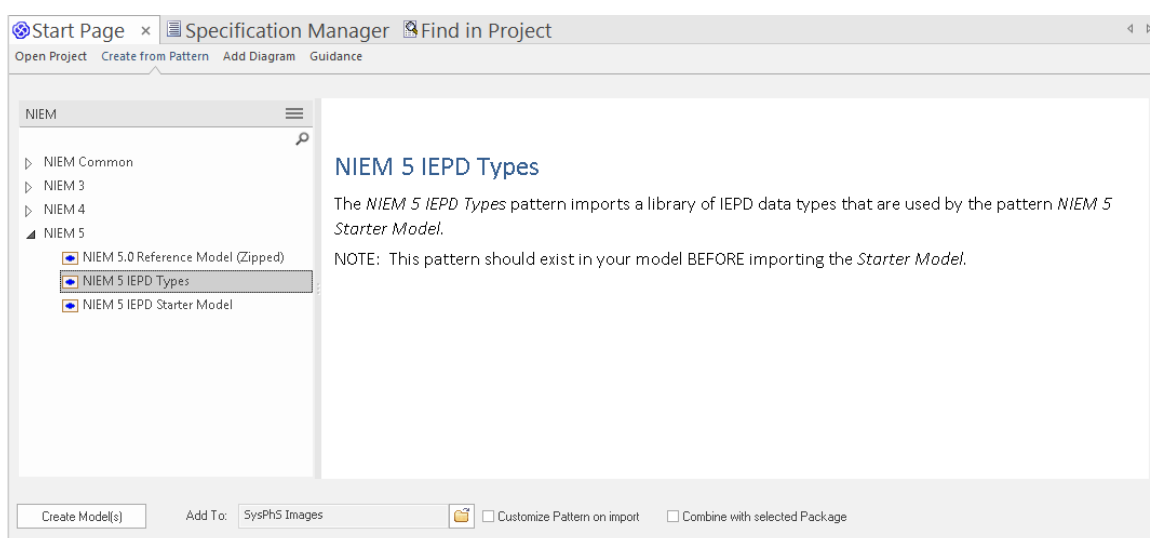 Start Page × Specification Manager Find in Project
Open Project Create from Pattern Add Diagram Guidance
NIEM
NIEM Common
NIEM 3
NIEM 4
NIEM 5
NIEM 5.0 Reference Model (Zipped)
NIEM 5 IEPD Types
NIEM 5 IEPD Starter Model
NIEM 5 IEPD Types
The NIEM 5 IEPD Types pattern imports a library of IEPD data types that are used by the pattern NIEM 5
Starter Model.
NOTE: This pattern should exist in your model BEFORE importing the Starter Model.
Create Model(s) Add To: SysPhS Images Customize Pattern on import Combine with selected Package